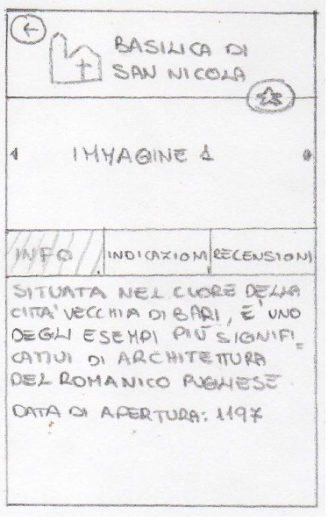 BASILICA DI
SAN NICOLA
IMMAGINE 1
INFO
INDICAZIONI
RECENSIONI
SITUATA NEL CUORE DELLA
CITTA' VECCHIA DI BARI, E' UNO
DEGLI ESEMPI PIÙ SIGNIFI-
CATIVI DI ARCHITETTURA
DEL ROMANICO PUGLIESE
DATA DI APERTURA: 1197